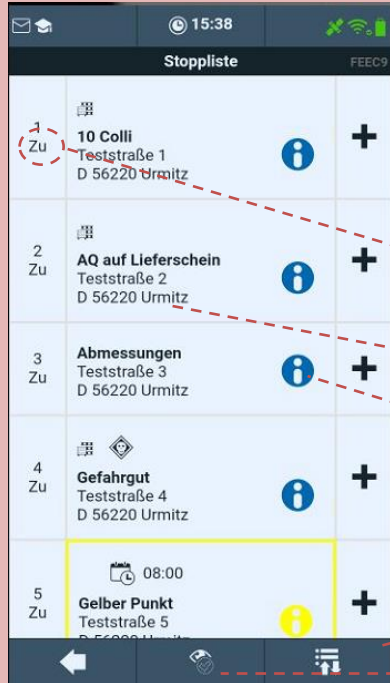 15:38
Stoppliste FEEC9
1
Zu
10 Colli
Teststraße 1
D 56220 Urmitz
2
Zu
AQ auf Lieferschein
Teststraße 2
D 56220 Urmitz
3
Zu
Abmessungen
Teststraße 3
D 56220 Urmitz
4
Zu
Gefahrgut
Teststraße 4
D 56220 Urmitz
5
Zu
08:00
Gelber Punkt
Teststraße 5